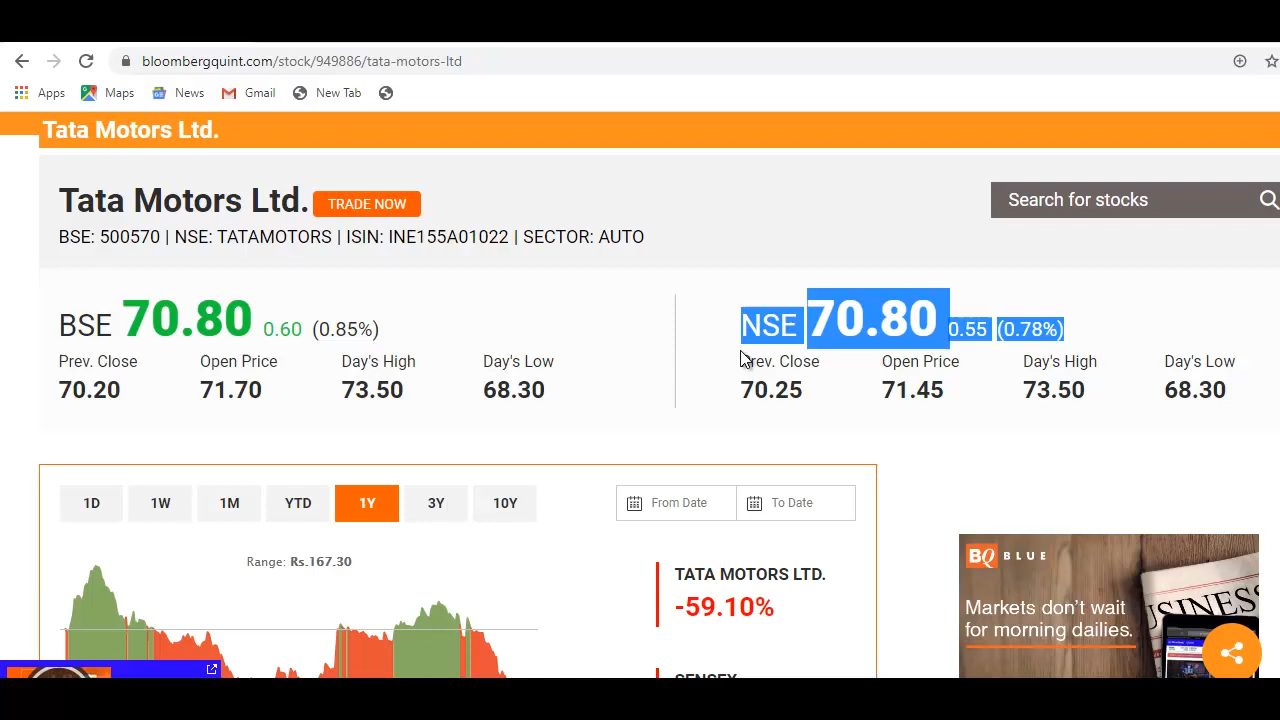 bloombergquint.com/stock/949886/tata-motors-ltd
Apps Maps News Gmail New Tab
Tata Motors Ltd.
Tata Motors Ltd. TRADE NOW
Search for stocks
BSE: 500570 | NSE: TATAMOTORS | ISIN: INE155A01022 | SECTOR: AUTO
BSE 70.80 0.60 (0.85%)
Prev. Close Open Price Day's High Day's Low
70.20 71.70 73.50 68.30
NSE 70.80 0.55 (0.78%)
Prev. Close Open Price Day's High Day's Low
70.25 71.45 73.50 68.30
1D 1W 1M YTD 1Y 3Y 10Y
From Date To Date
Range: Rs.167.30
TATA MOTORS LTD.
-59.10%
SENSEX
BQ BLUE
Markets don't wait
for morning dailies.
BUSINESS